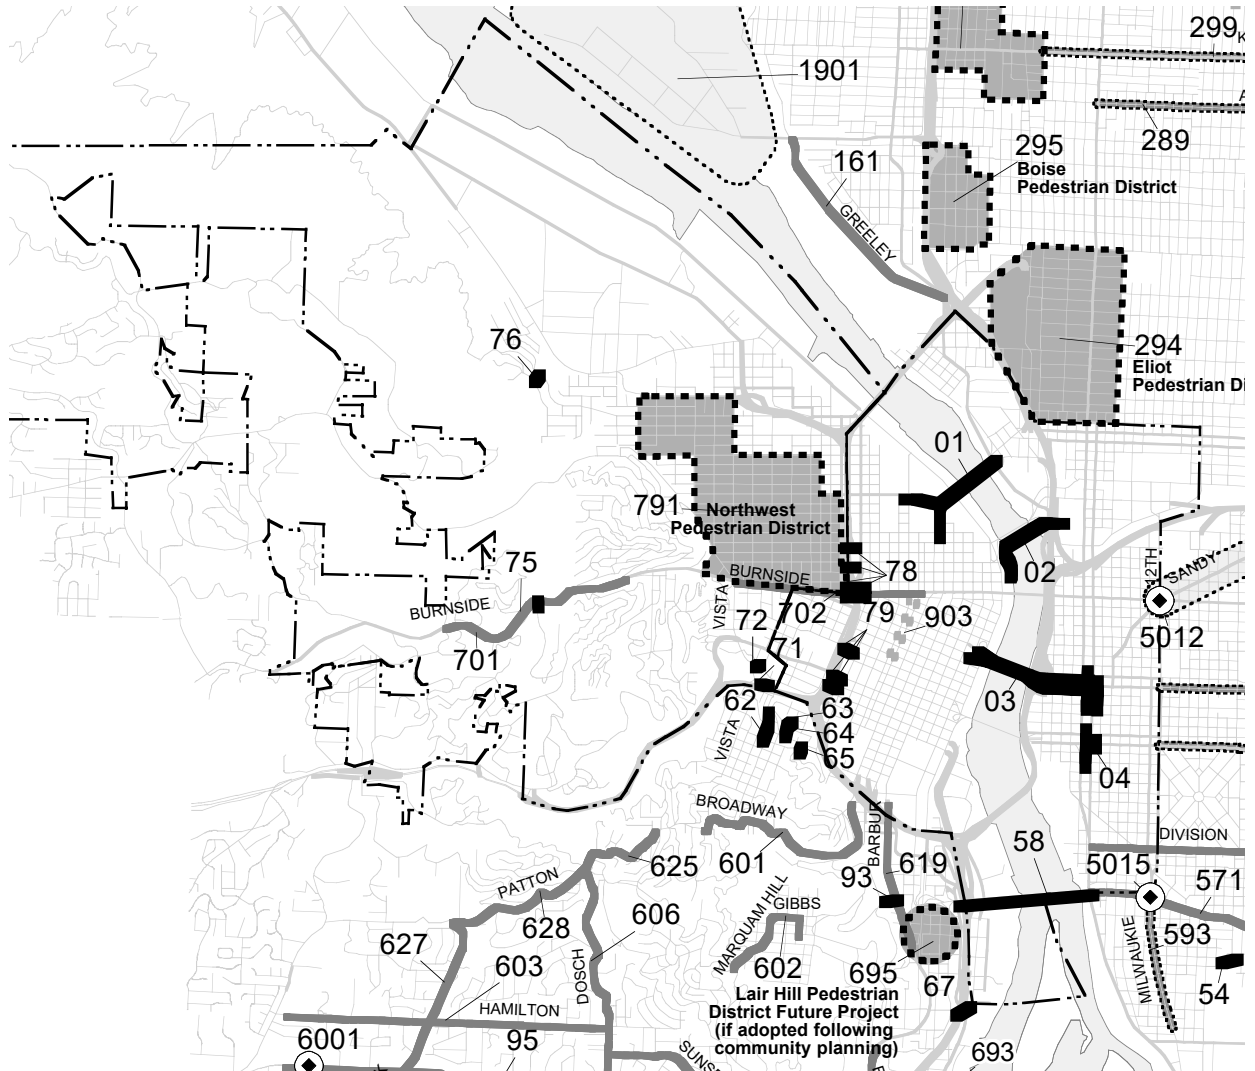 299
K
1901
289
A
295
Boise
Pedestrian District
161
GREELEY
294
Eliot
Pedestrian Di
76
01
791
Northwest
Pedestrian District
75
BURNSIDE
78
02
12TH
SANDY
BURNSIDE
VISTA
72
702
79
903
5012
701
71
62
63
03
VISTA
64
65
04
BROADWAY
BARBUR
58
DIVISION
625
601
619
5015
571
PATTON
93
MARQUAM HILL
GIBBS
606
628
627
603
DOSCH
602
695
67
MILWAUKIE
593
54
Lair Hill Pedestrian
District Future Project
(if adopted following
community planning)
HAMILTON
6001
95
SUNS
693